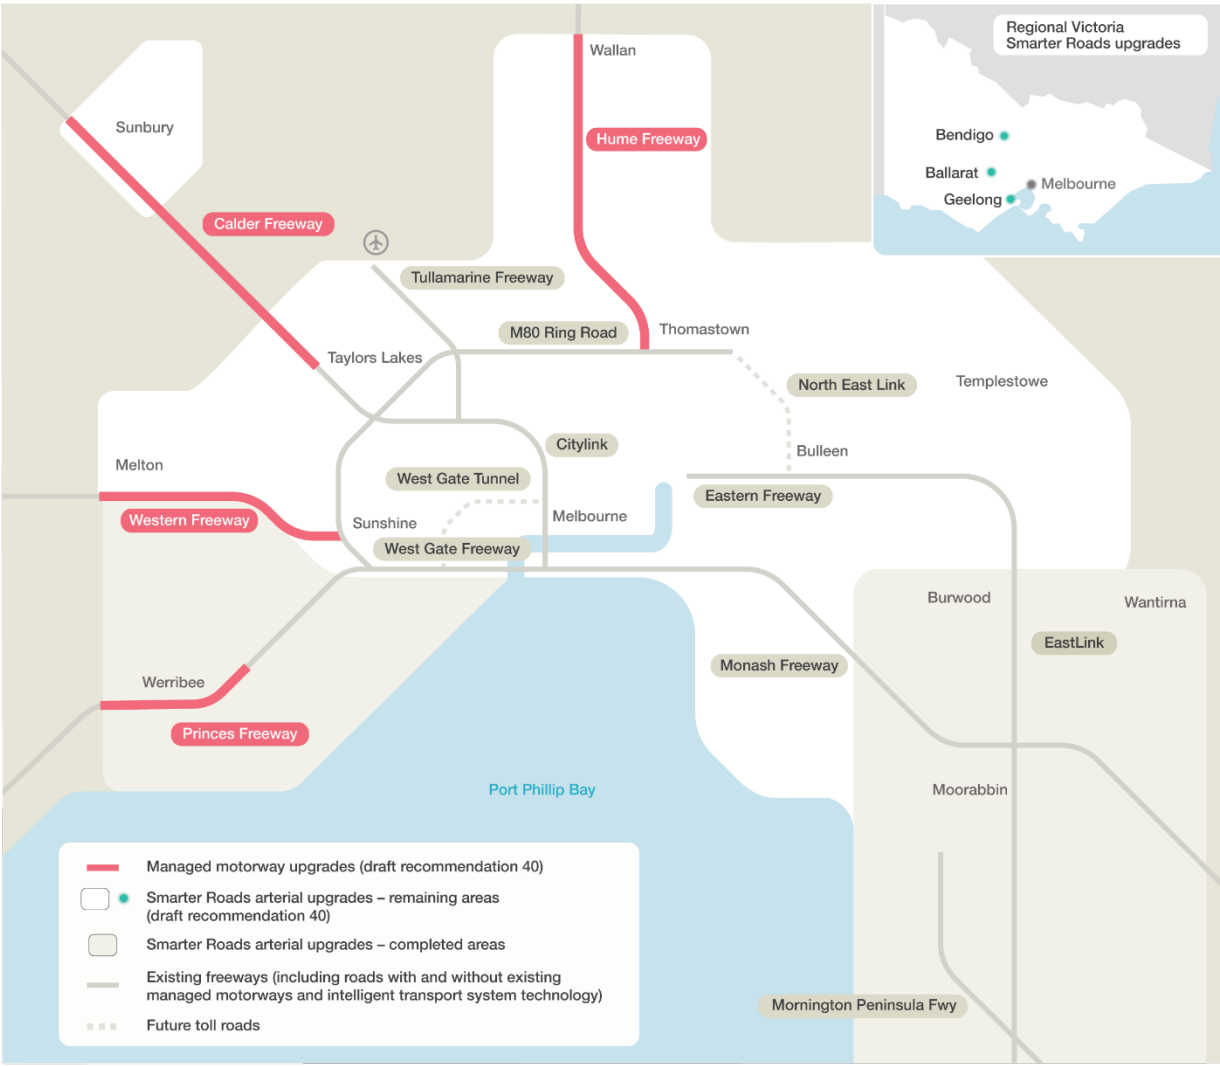 Regional Victoria
Smarter Roads upgrades
Wallan
Sunbury
Hume Freeway
Bendigo
Ballarat
Melbourne
Geelong
Calder Freeway
Tullamarine Freeway
M80 Ring Road
Thomastown
Taylors Lakes
North East Link
Templestowe
Citylink
Bulleen
Melton
West Gate Tunnel
Eastern Freeway
Western Freeway
Sunshine
Melbourne
West Gate Freeway
Burwood
Wantirna
EastLink
Monash Freeway
Werribee
Princes Freeway
Port Phillip Bay
Moorabbin
Mornington Peninsula Fwy
Managed motorway upgrades (draft recommendation 40)
Smarter Roads arterial upgrades – remaining areas
(draft recommendation 40)
Smarter Roads arterial upgrades – completed areas
Existing freeways (including roads with and without existing
managed motorways and intelligent transport system technology)
Future toll roads